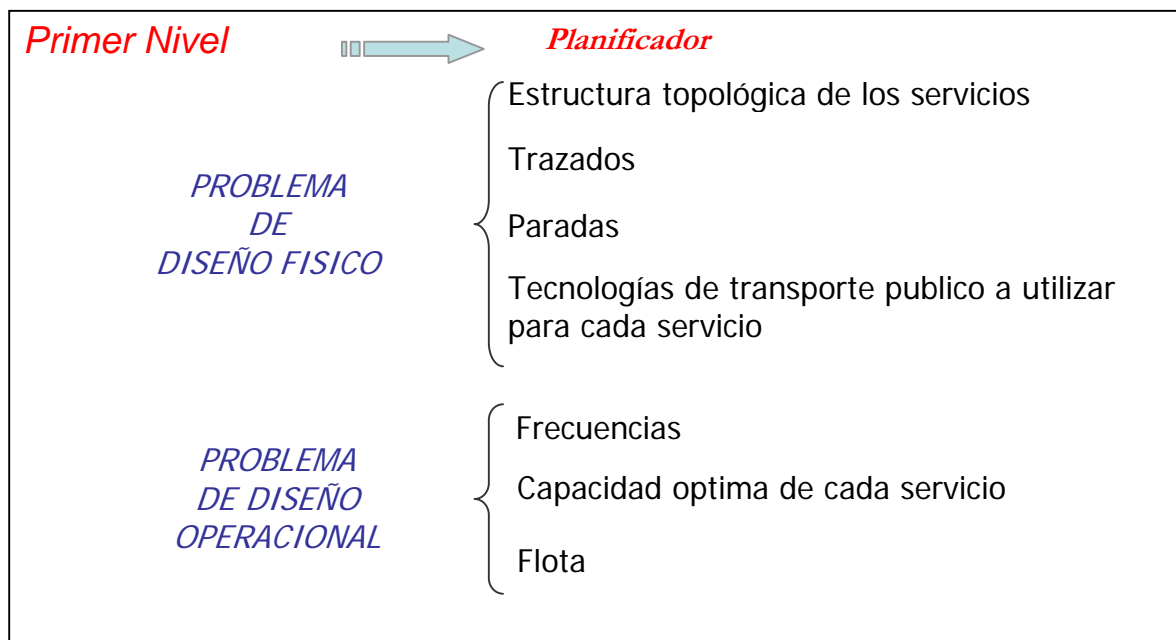 Primer Nivel
Planificador
PROBLEMA
DE
DISEÑO FISICO
Estructura topológica de los servicios
Trazados
Paradas
Tecnologías de transporte publico a utilizar
para cada servicio
PROBLEMA
DE DISEÑO
OPERACIONAL
Frecuencias
Capacidad optima de cada servicio
Flota